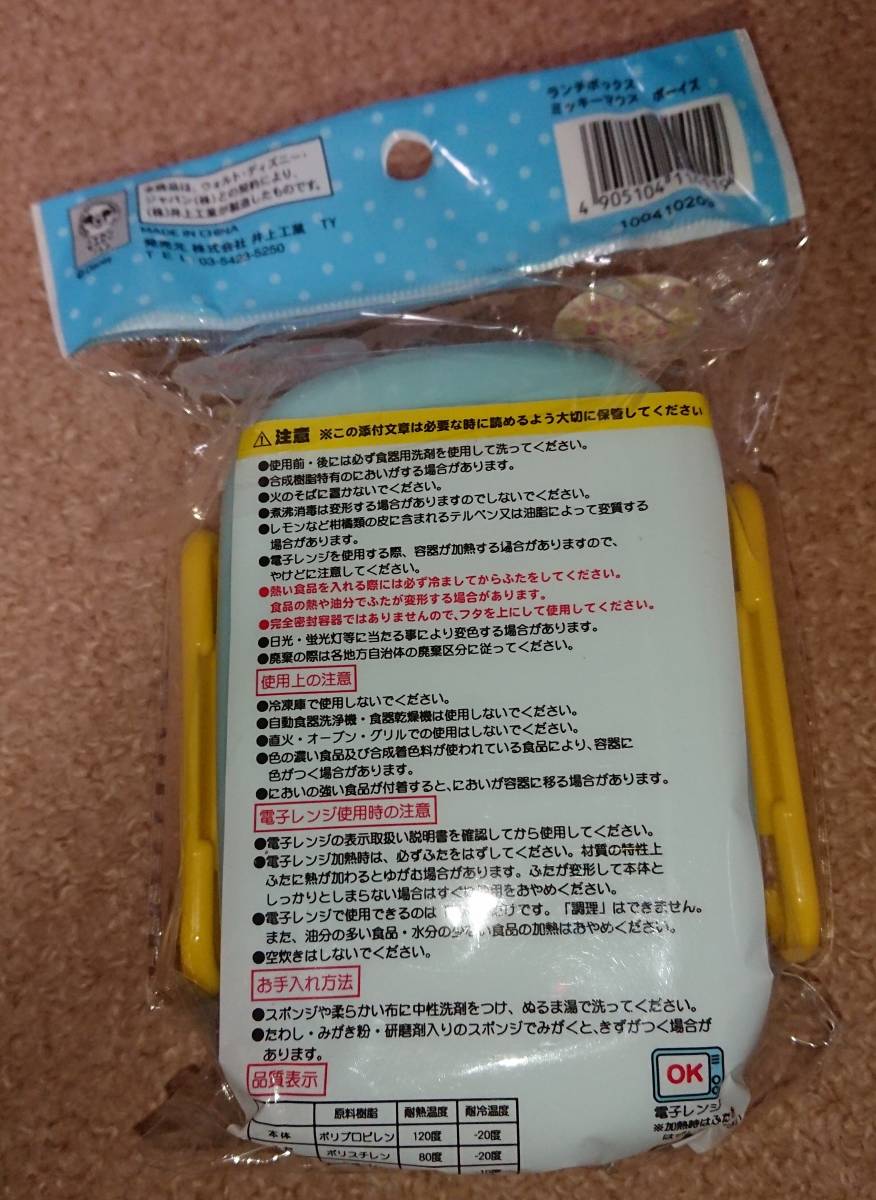 ランチボックス
ミッキーマウス ボーイズ
本商品は、ウォルト・ディズニー・
ジャパン(株)との契約により、
(株)井上工業が製造したものです。
MADE IN CHINA
発売元 株式会社 井上工業 TY
TEL 03-5423-5250
©Disney
4 905104
100410209
⚠注意 ※この添付文章は必要な時に読めるよう大切に保管してください
●使用前・後には必ず食器用洗剤を使用して洗ってください。
●合成樹脂特有のにおいがする場合があります。
●火のそばに置かないでください。
●煮沸消毒は変形する場合がありますのでしないでください。
●レモンなど柑橘類の皮に含まれるテルペン又は油脂によって変質する
場合があります。
●電子レンジを使用する際、容器が加熱する場合がありますので、
やけどに注意してください。
●熱い食品を入れる際には必ず冷ましてからふたをしてください。
食品の熱や油分でふたが変形する場合があります。
●完全密封容器ではありませんので、フタを上にして使用してください。
●日光・蛍光灯等に当たる事により変色する場合があります。
●廃棄の際は各地方自治体の廃棄区分に従ってください。
使用上の注意
●冷凍庫で使用しないでください。
●自動食器洗浄機・食器乾燥機は使用しないでください。
●直火・オーブン・グリルでの使用はしないでください。
●色の濃い食品及び合成着色料が使われている食品により、容器に
色がつく場合があります。
●においの強い食品が付着すると、においが容器に移る場合があります。
電子レンジ使用時の注意
●電子レンジの表示取扱い説明書を確認してから使用してください。
●電子レンジ加熱時は、必ずふたをはずしてください。材質の特性上
ふたに熱が加わるとゆがむ場合があります。ふたが変形して本体と
しっかりとしまらない場合はすぐ使用をおやめください。
●電子レンジで使用できるのは だけです。「調理」はできません。
また、油分の多い食品・水分の少ない食品の加熱はおやめください。
●空炊きはしないでください。
お手入れ方法
●スポンジや柔らかい布に中性洗剤をつけ、ぬるま湯で洗ってください。
●たわし・みがき粉・研磨剤入りのスポンジでみがくと、きずがつく場合が
あります。
品質表示
原料樹脂 耐熱温度 耐冷温度
本体 ポリプロピレン 120度 -20度
ポリスチレン 80度 -20度
OK
電子レンジ
※加熱時はふた